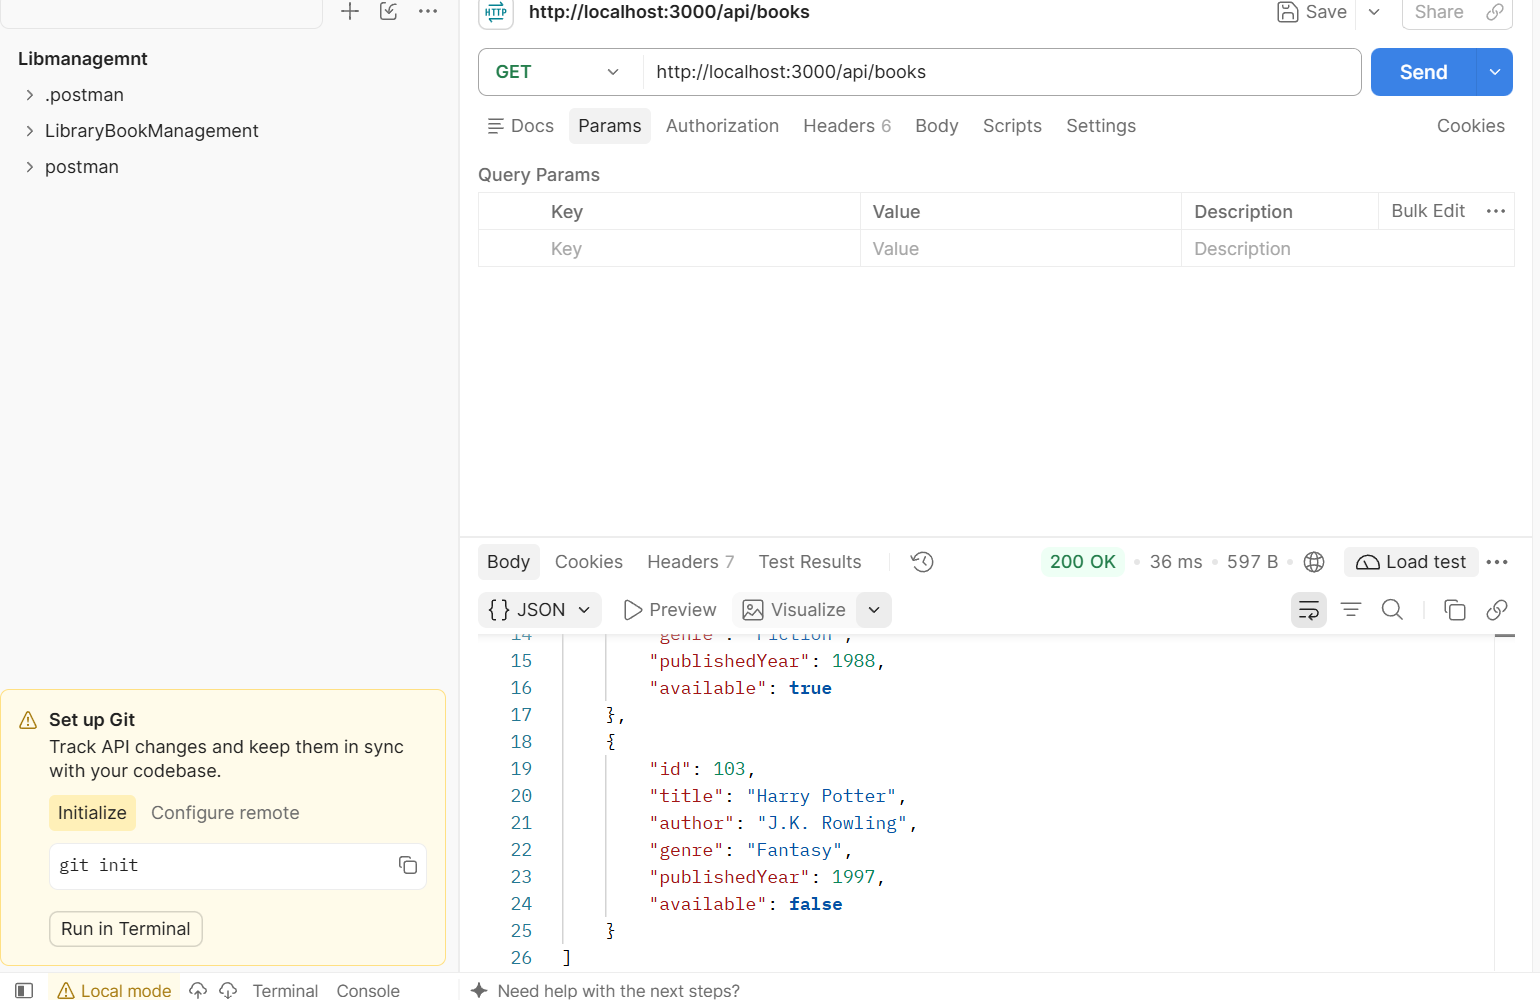 HTTP http://localhost:3000/api/books Save Share
Libmanagemnt
.postman
LibraryBookManagement
postman
GET http://localhost:3000/api/books Send
Docs Params Authorization Headers 6 Body Scripts Settings Cookies
Query Params
Key Value Description Bulk Edit
Key Value Description
Body Cookies Headers 7 Test Results 200 OK • 36 ms • 597 B • Load test
{} JSON Preview Visualize
14 "genre": "Fiction",
15 "publishedYear": 1988,
16 "available": true
17 },
18 {
19 "id": 103,
20 "title": "Harry Potter",
21 "author": "J.K. Rowling",
22 "genre": "Fantasy",
23 "publishedYear": 1997,
24 "available": false
25 }
26 ]
Set up Git
Track API changes and keep them in sync
with your codebase.
Initialize Configure remote
git init
Run in Terminal
Local mode Terminal Console Need help with the next steps?